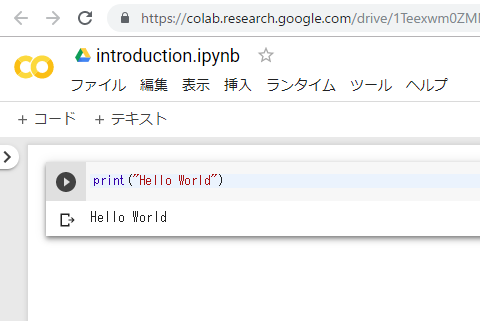 https://colab.research.google.com/drive/1Teexwm0ZM
introduction.ipynb
ファイル 編集 表示 挿入 ランタイム ツール ヘルプ
+ コード + テキスト
print("Hello World")
Hello World